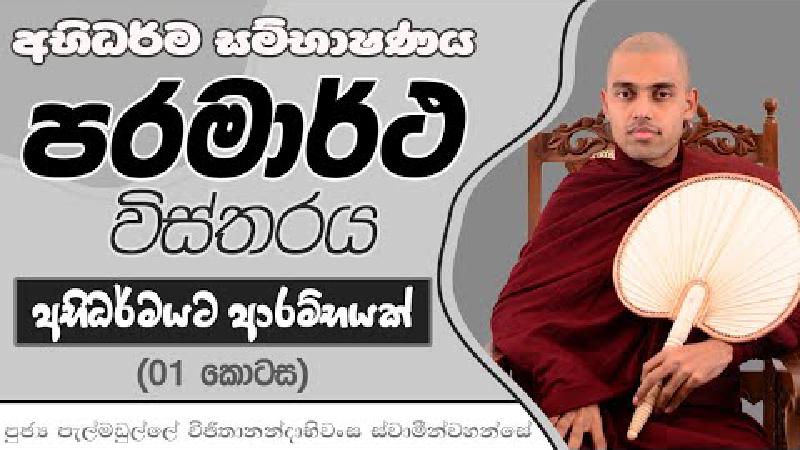 අභිධර්ම සම්භාෂණය
පරමාර්ථ
විස්තරය
අභිධර්මයට ආරම්භයක්
(01 කොටස)
පුජ්‍ය පැල්මඩුල්ලේ විජිතානන්දාභිවංස ස්වාමීන්වහන්සේ